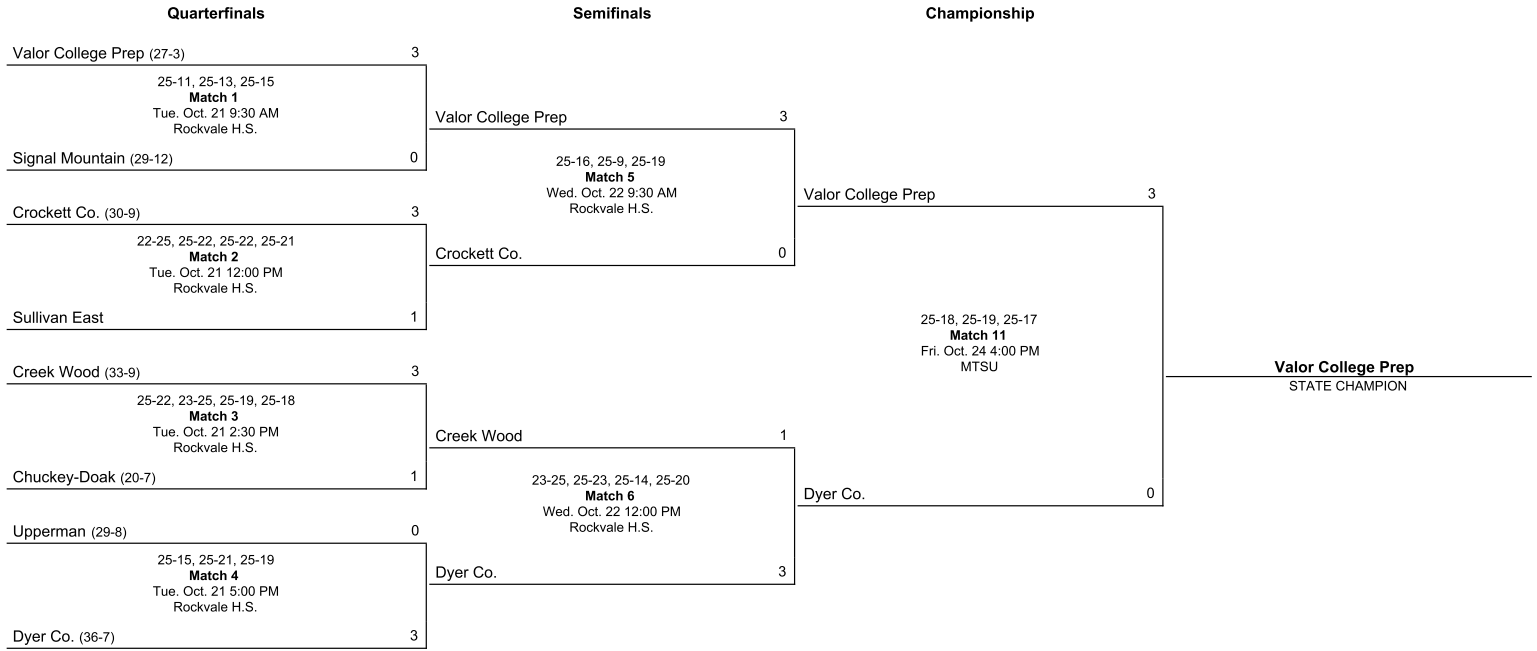 Quarterfinals
Semifinals
Championship
Valor College Prep (27-3) 3
25-11, 25-13, 25-15
Match 1
Tue. Oct. 21 9:30 AM
Rockvale H.S.
Signal Mountain (29-12) 0
Crockett Co. (30-9) 3
22-25, 25-22, 25-22, 25-21
Match 2
Tue. Oct. 21 12:00 PM
Rockvale H.S.
Sullivan East 1
Creek Wood (33-9) 3
25-22, 23-25, 25-19, 25-18
Match 3
Tue. Oct. 21 2:30 PM
Rockvale H.S.
Chuckey-Doak (20-7) 1
Upperman (29-8) 0
25-15, 25-21, 25-19
Match 4
Tue. Oct. 21 5:00 PM
Rockvale H.S.
Dyer Co. (36-7) 3
Valor College Prep 3
25-16, 25-9, 25-19
Match 5
Wed. Oct. 22 9:30 AM
Rockvale H.S.
Crockett Co. 0
Creek Wood 1
23-25, 25-23, 25-14, 25-20
Match 6
Wed. Oct. 22 12:00 PM
Rockvale H.S.
Dyer Co. 3
Valor College Prep 3
25-18, 25-19, 25-17
Match 11
Fri. Oct. 24 4:00 PM
MTSU
Dyer Co. 0
Valor College Prep
STATE CHAMPION